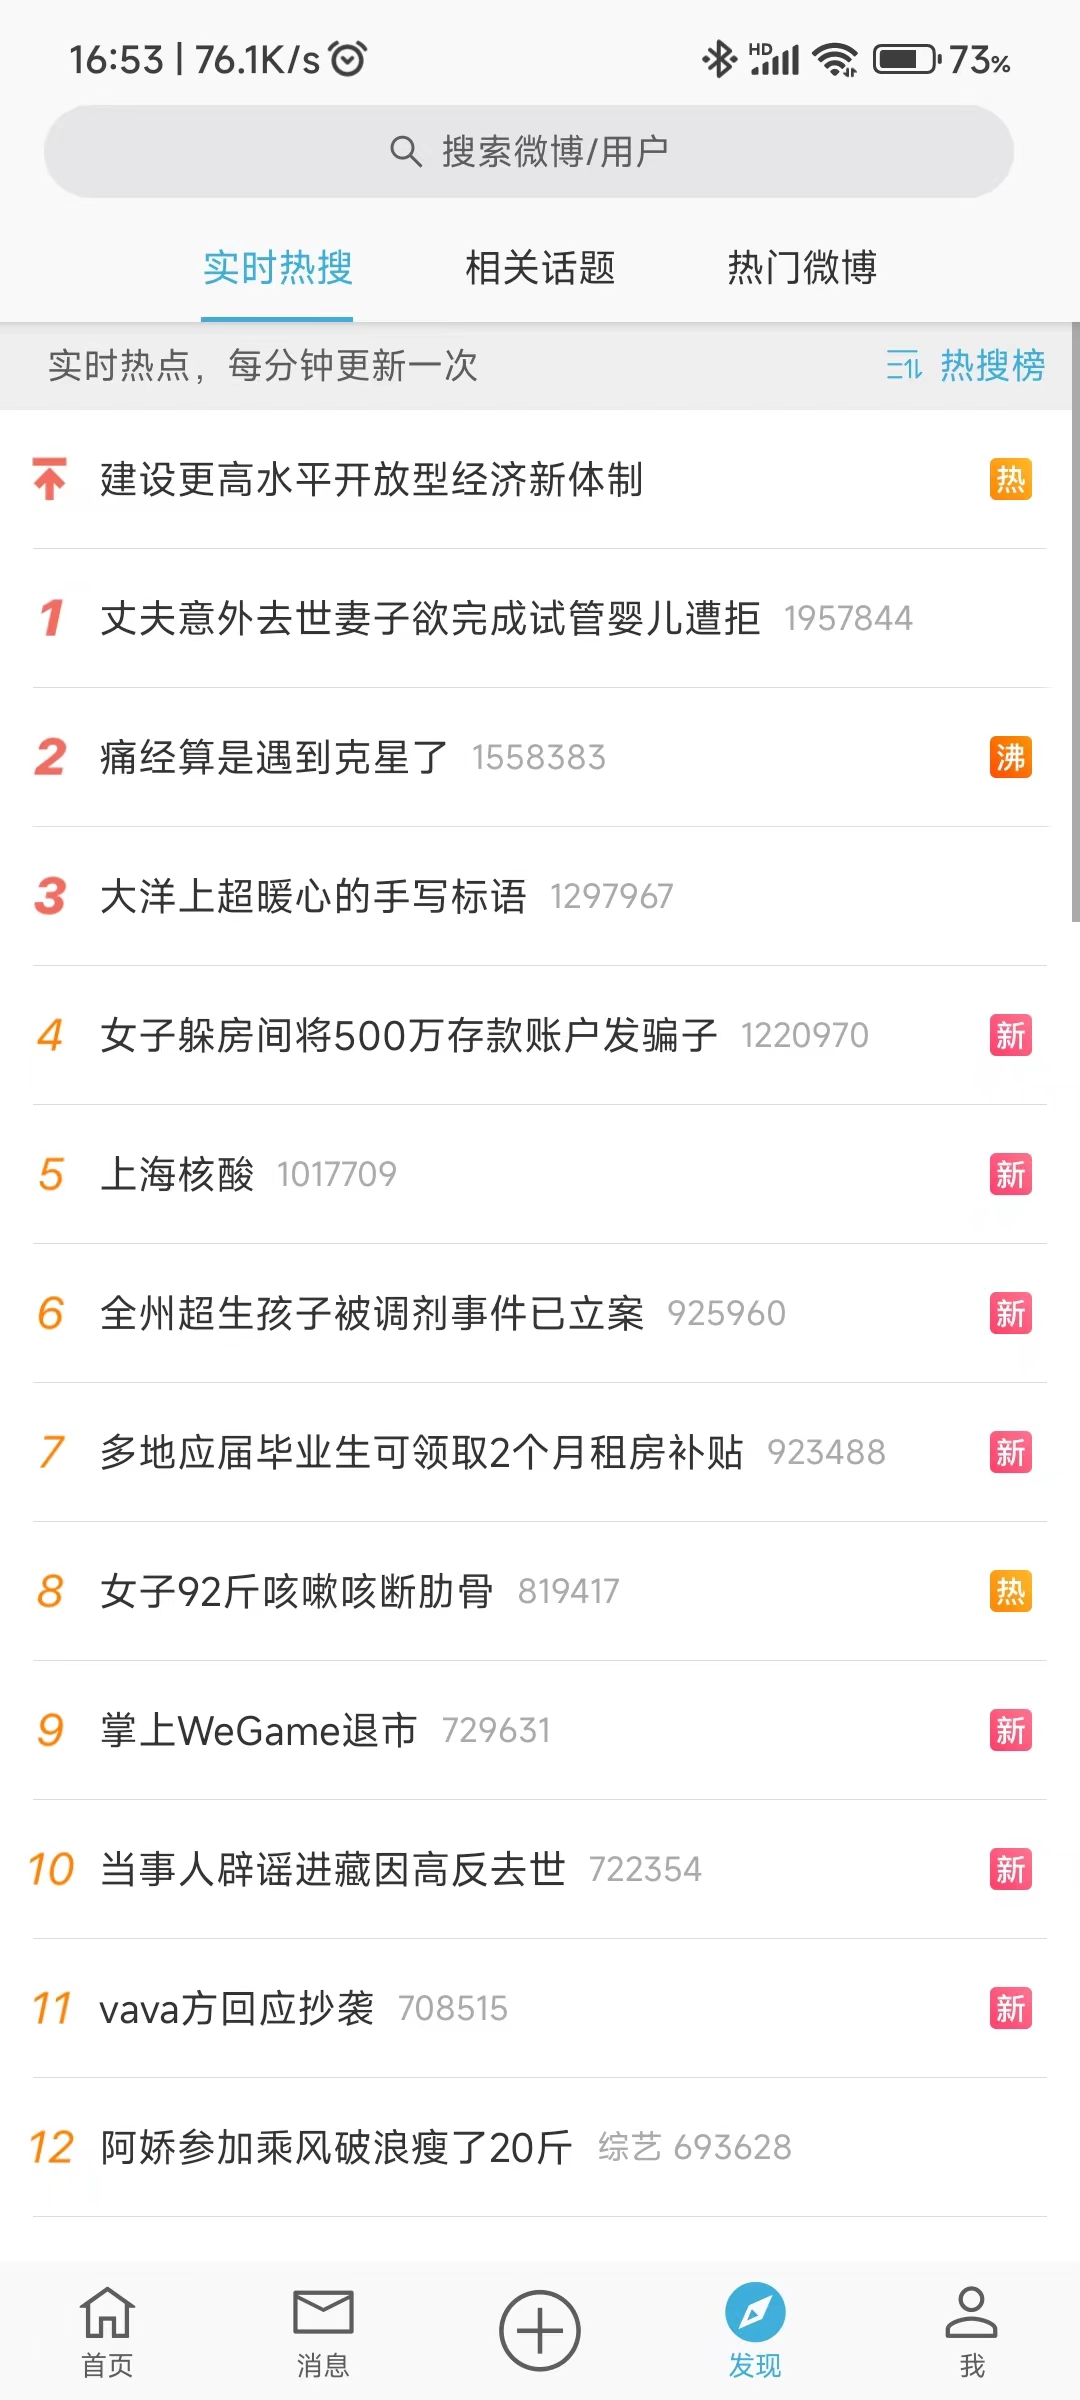 16:53 | 76.1K/s
HD
73%
搜索微博/用户
实时热搜 相关话题 热门微博
实时热点，每分钟更新一次 热搜榜
建设更高水平开放型经济新体制 热
1 丈夫意外去世妻子欲完成试管婴儿遭拒 1957844
2 痛经算是遇到克星了 1558383 沸
3 大洋上超暖心的手写标语 1297967
4 女子躲房间将500万存款账户发骗子 1220970 新
5 上海核酸 1017709 新
6 全州超生孩子被调剂事件已立案 925960 新
7 多地应届毕业生可领取2个月租房补贴 923488 新
8 女子92斤咳嗽咳断肋骨 819417 热
9 掌上WeGame退市 729631 新
10 当事人辟谣进藏因高反去世 722354 新
11 vava方回应抄袭 708515 新
12 阿娇参加乘风破浪瘦了20斤 综艺 693628
首页 消息 发现 我